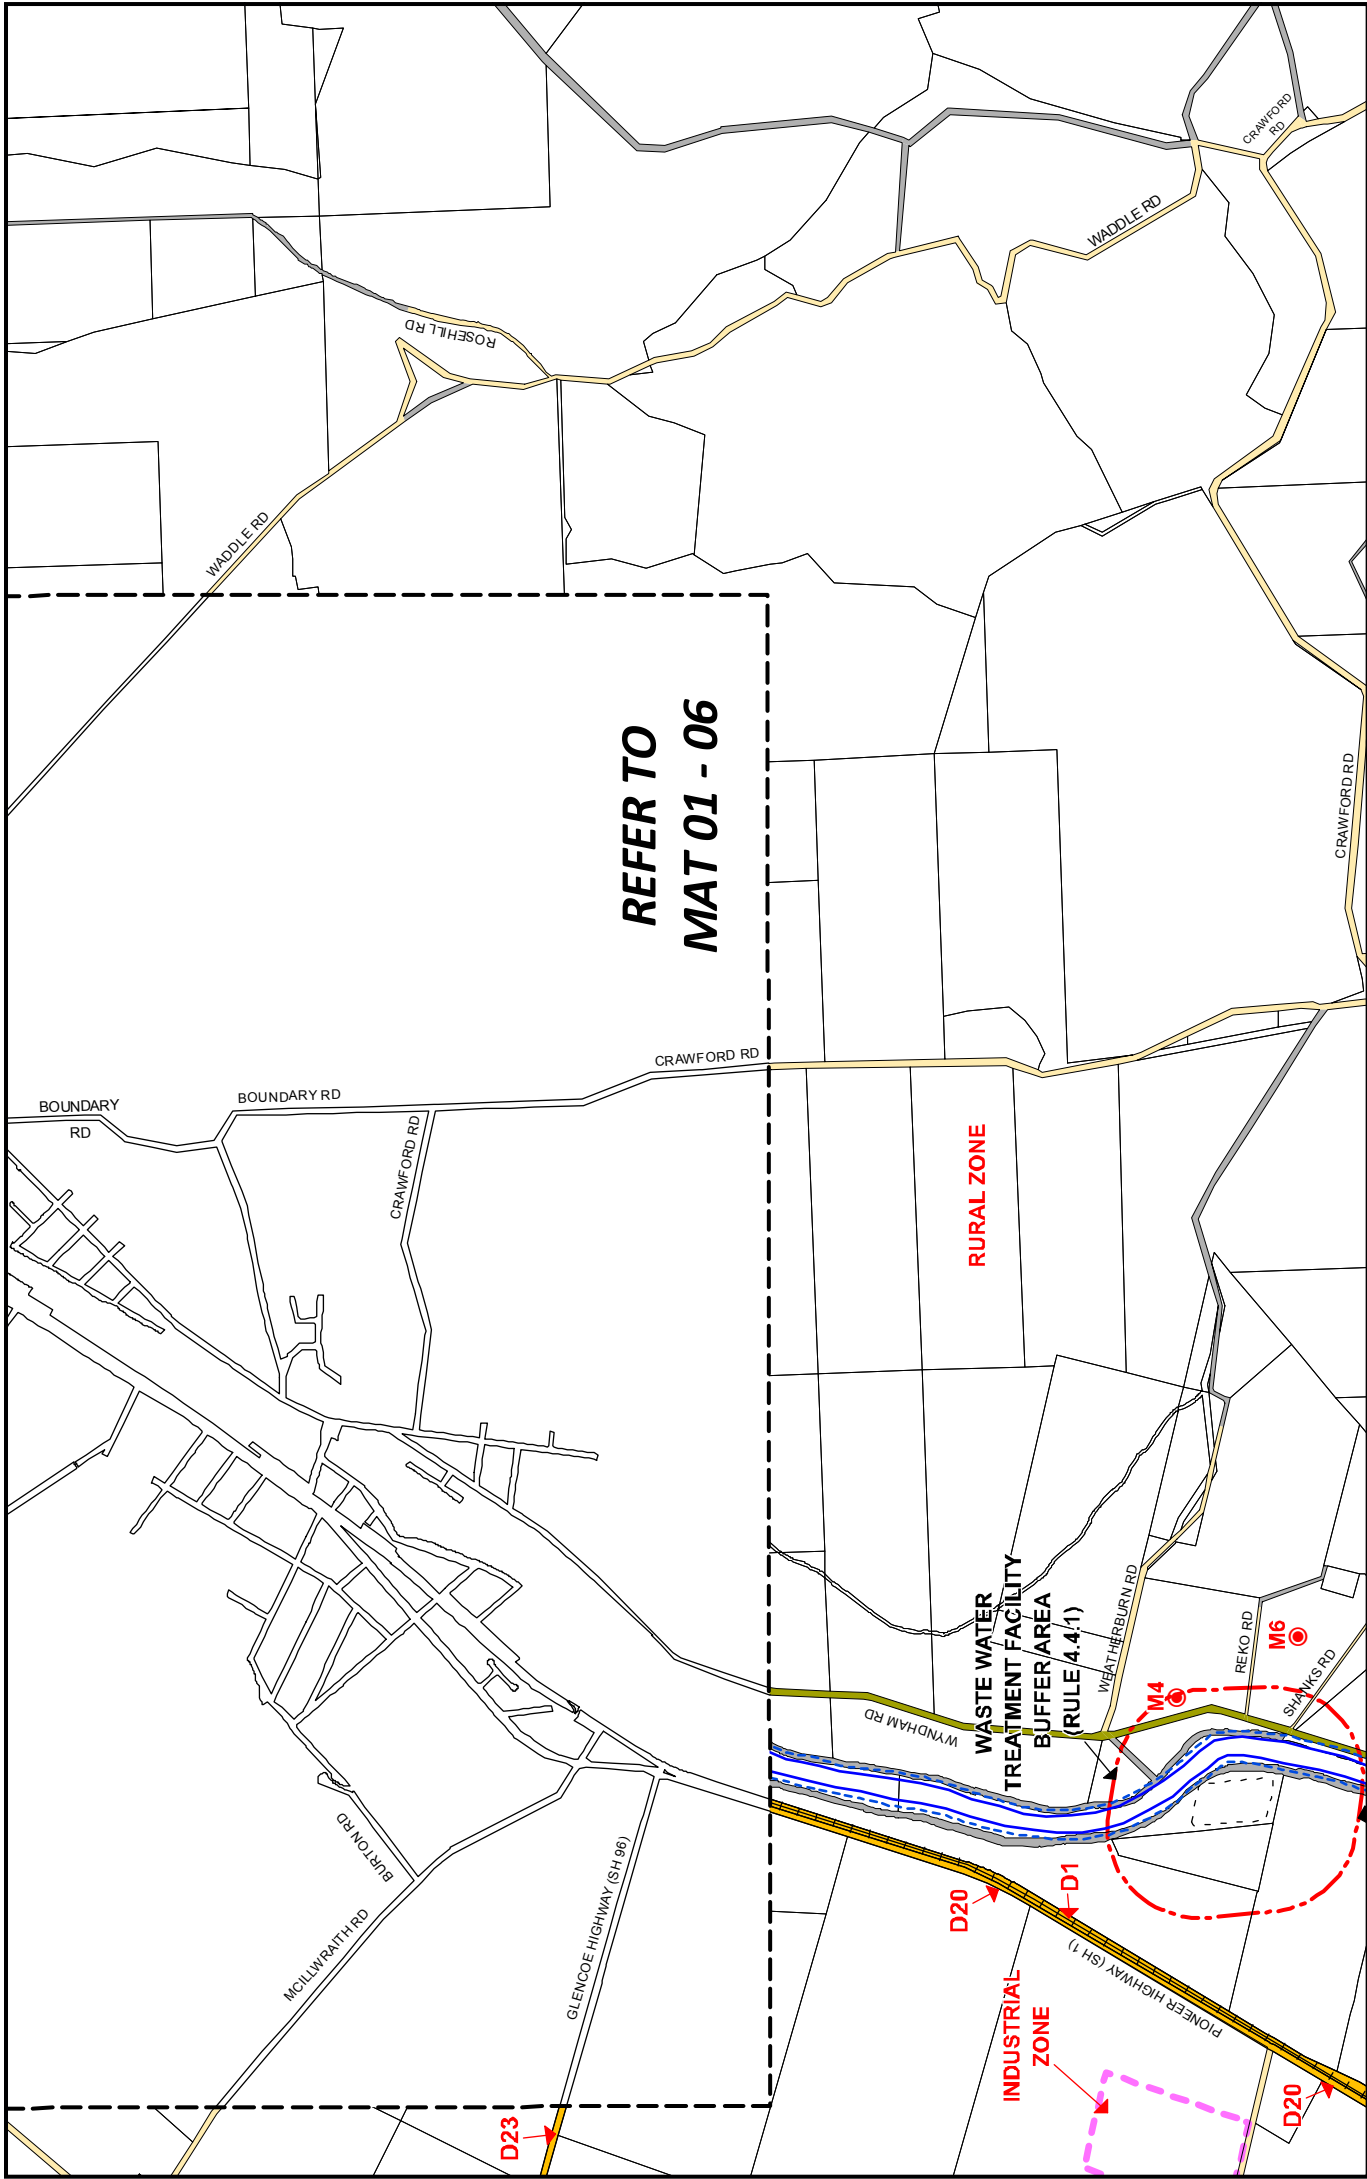 CRAWFORD
RD
WADDLE RD
ROSEHILL RD
WADDLE RD
REFER TO
MAT 01 - 06
CRAWFORD RD
CRAWFORD RD
BOUNDARY
RD
BOUNDARY RD
CRAWFORD RD
RURAL ZONE
WASTE WATER
TREATMENT FACILITY
BUFFER AREA
(RULE 4.4.1)
WEATHERBURN RD
REKO RD
M6
SHANKS RD
M4
WYNDHAM RD
BURTON RD
MCILLWRAITH RD
GLENCOE HIGHWAY (SH 96)
D20
D1
PIONEER HIGHWAY (SH 1)
INDUSTRIAL
ZONE
D23
D20